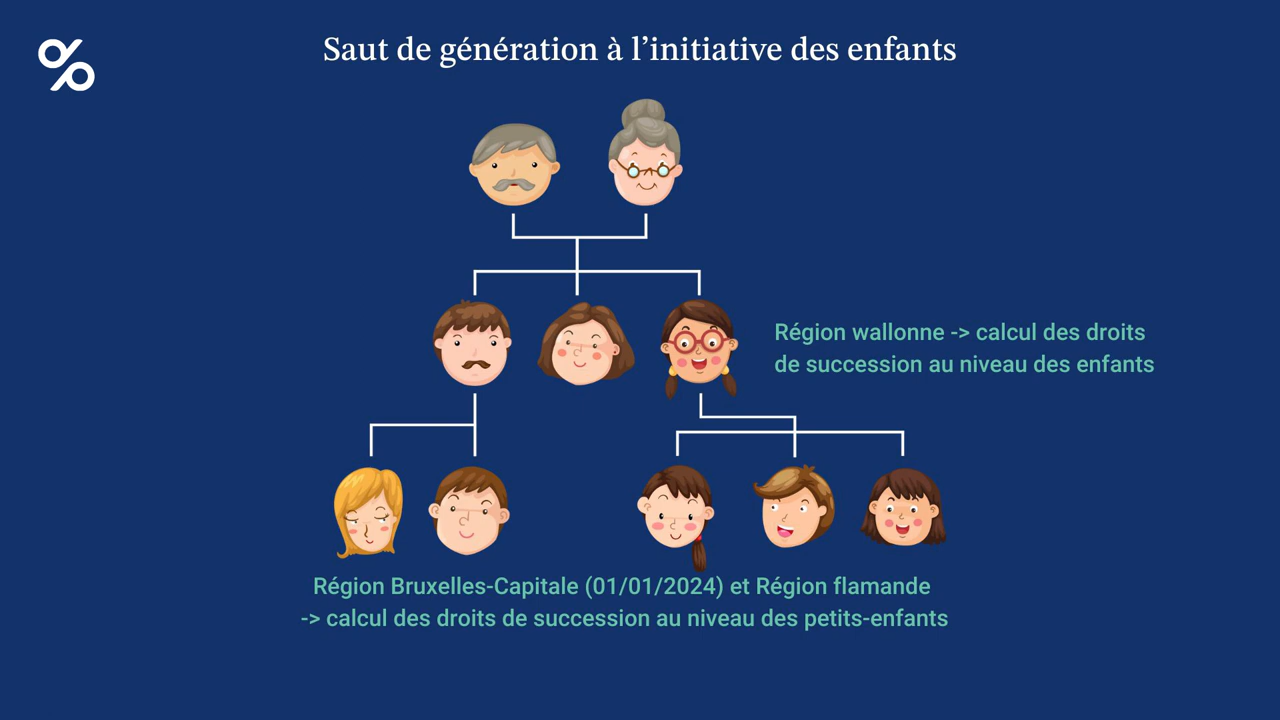 Saut de génération à l’initiative des enfants
Région wallonne -> calcul des droits
de succession au niveau des enfants
Région Bruxelles-Capitale (01/01/2024) et Région flamande
-> calcul des droits de succession au niveau des petits-enfants